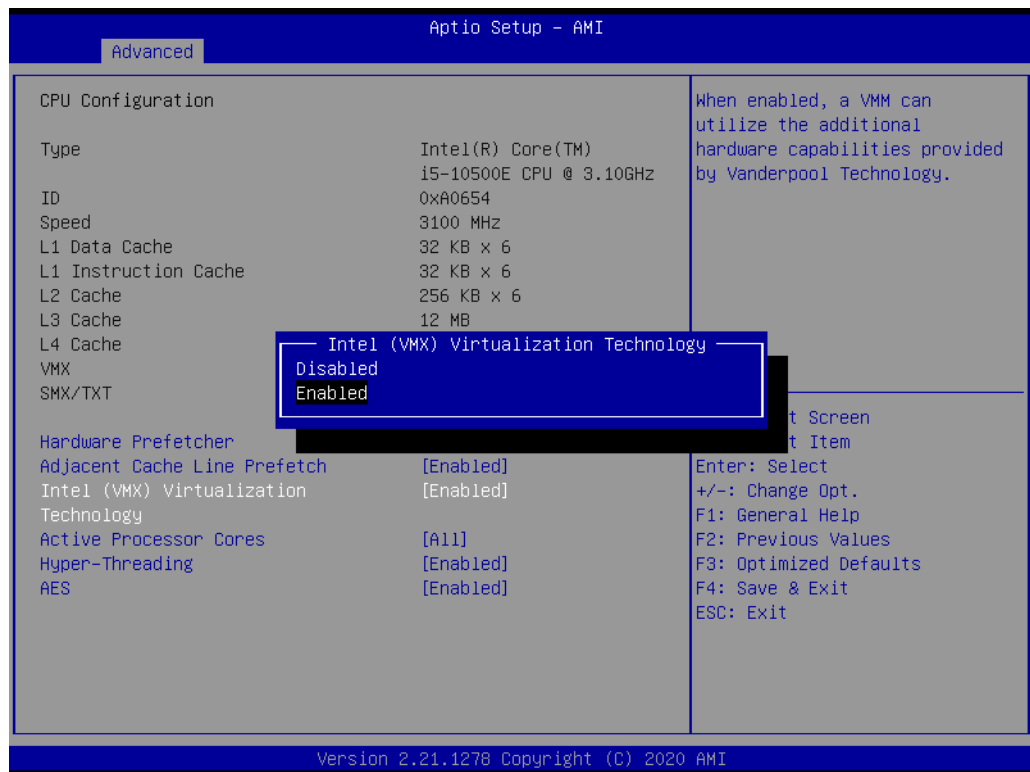 Aptio Setup – AMI
Advanced
CPU Configuration
Type Intel(R) Core(TM)
i5-10500E CPU @ 3.10GHz
ID 0xA0654
Speed 3100 MHz
L1 Data Cache 32 KB x 6
L1 Instruction Cache 32 KB x 6
L2 Cache 256 KB x 6
L3 Cache 12 MB
L4 Cache
VMX
SMX/TXT
Hardware Prefetcher
Adjacent Cache Line Prefetch [Enabled]
Intel (VMX) Virtualization [Enabled]
Technology
Active Processor Cores [All]
Hyper-Threading [Enabled]
AES [Enabled]
Intel (VMX) Virtualization Technology
Disabled
Enabled
When enabled, a VMM can
utilize the additional
hardware capabilities provided
by Vanderpool Technology.
t Screen
t Item
Enter: Select
+/-: Change Opt.
F1: General Help
F2: Previous Values
F3: Optimized Defaults
F4: Save & Exit
ESC: Exit
Version 2.21.1278 Copyright (C) 2020 AMI